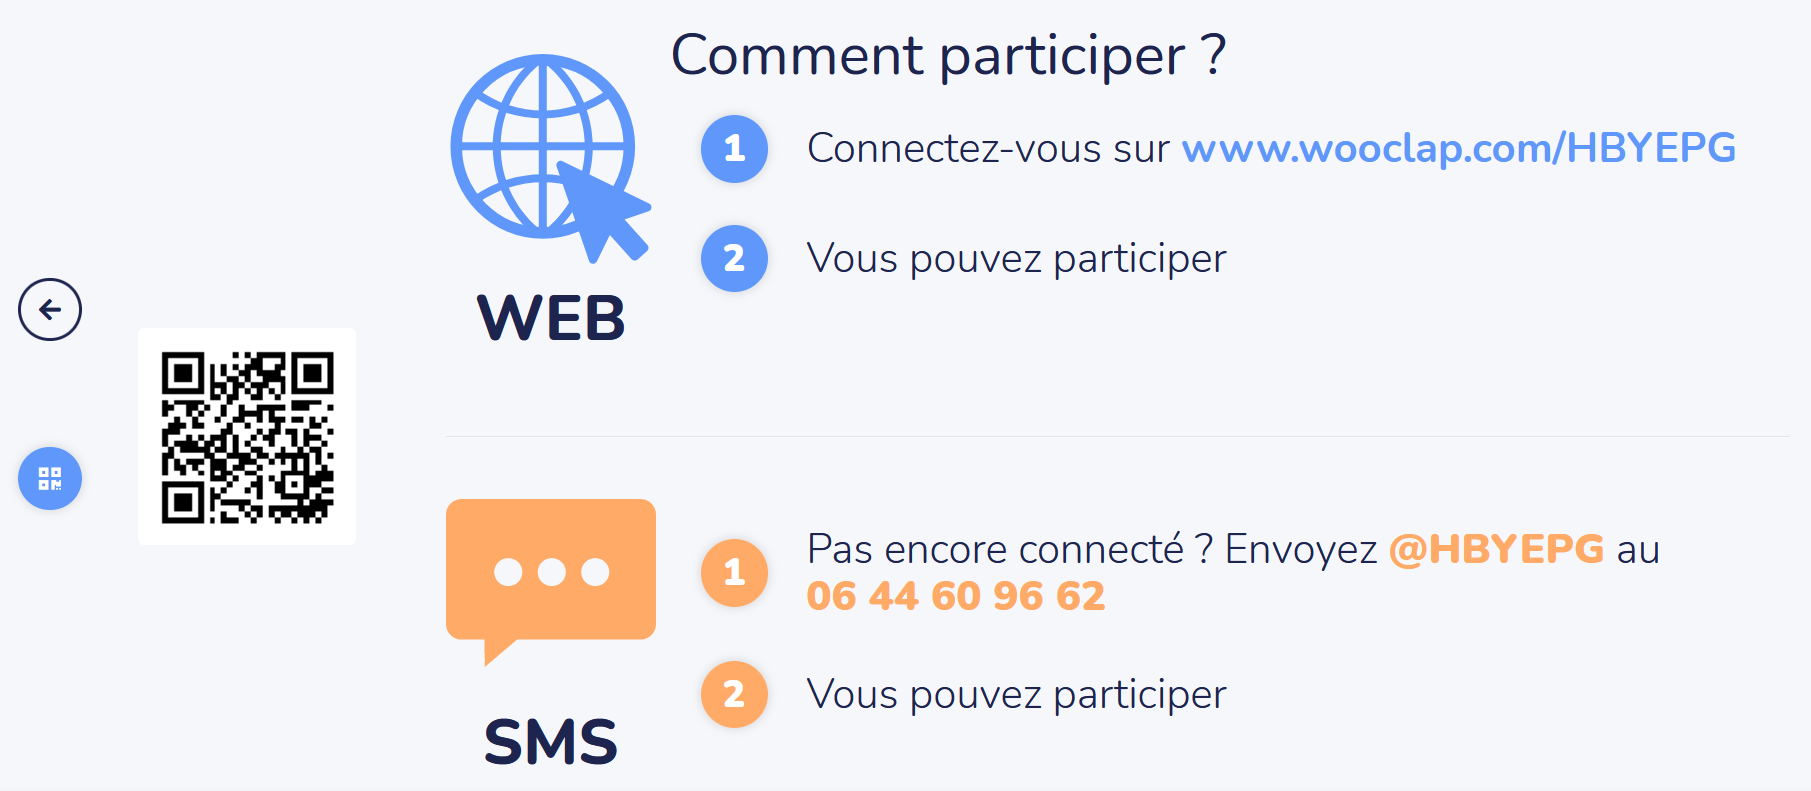 Comment participer ?
1 Connectez-vous sur www.wooclap.com/HBYEPG
2 Vous pouvez participer
WEB
1 Pas encore connecté ? Envoyez @HBYEPG au
06 44 60 96 62
2 Vous pouvez participer
SMS